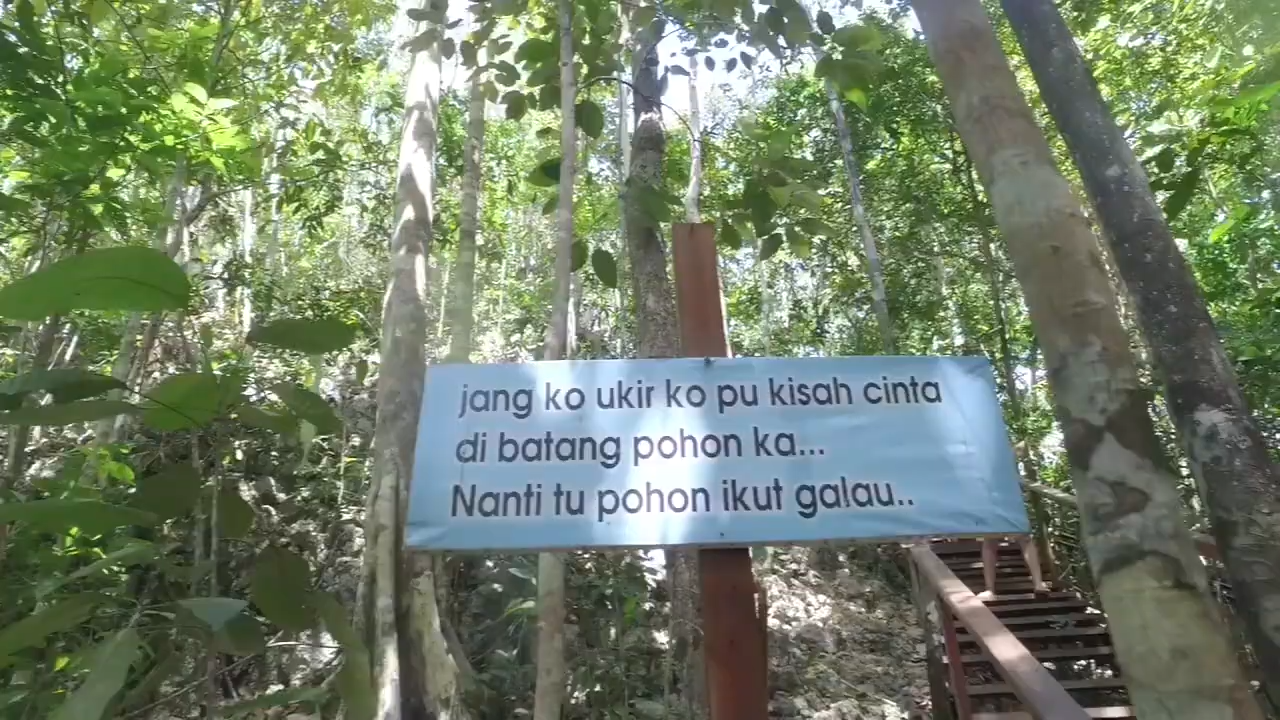 jang ko ukir ko pu kisah cinta
di batang pohon ka...
Nanti tu pohon ikut galau..